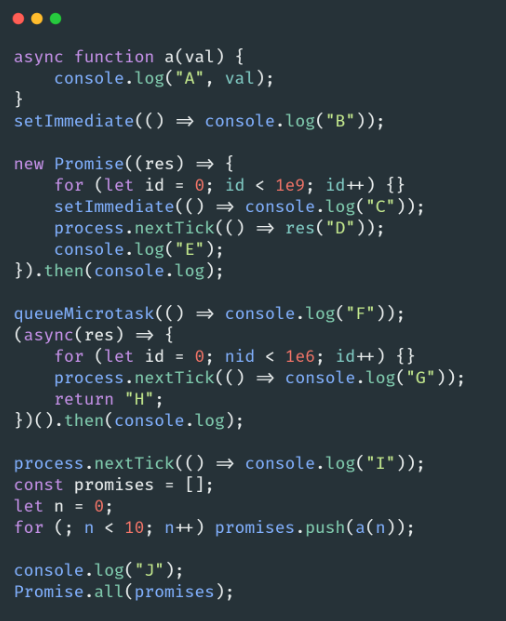 async function a(val) {
    console.log("A", val);
}
setImmediate(() => console.log("B"));

new Promise((res) => {
    for (let id = 0; id < 1e9; id++) {}
    setImmediate(() => console.log("C"));
    process.nextTick(() => res("D"));
    console.log("E");
}).then(console.log);

queueMicrotask(() => console.log("F"));
(async(res) => {
    for (let id = 0; nid < 1e6; id++) {}
    process.nextTick(() => console.log("G"));
    return "H";
})().then(console.log);

process.nextTick(() => console.log("I"));
const promises = [];
let n = 0;
for (; n < 10; n++) promises.push(a(n));

console.log("J");
Promise.all(promises);